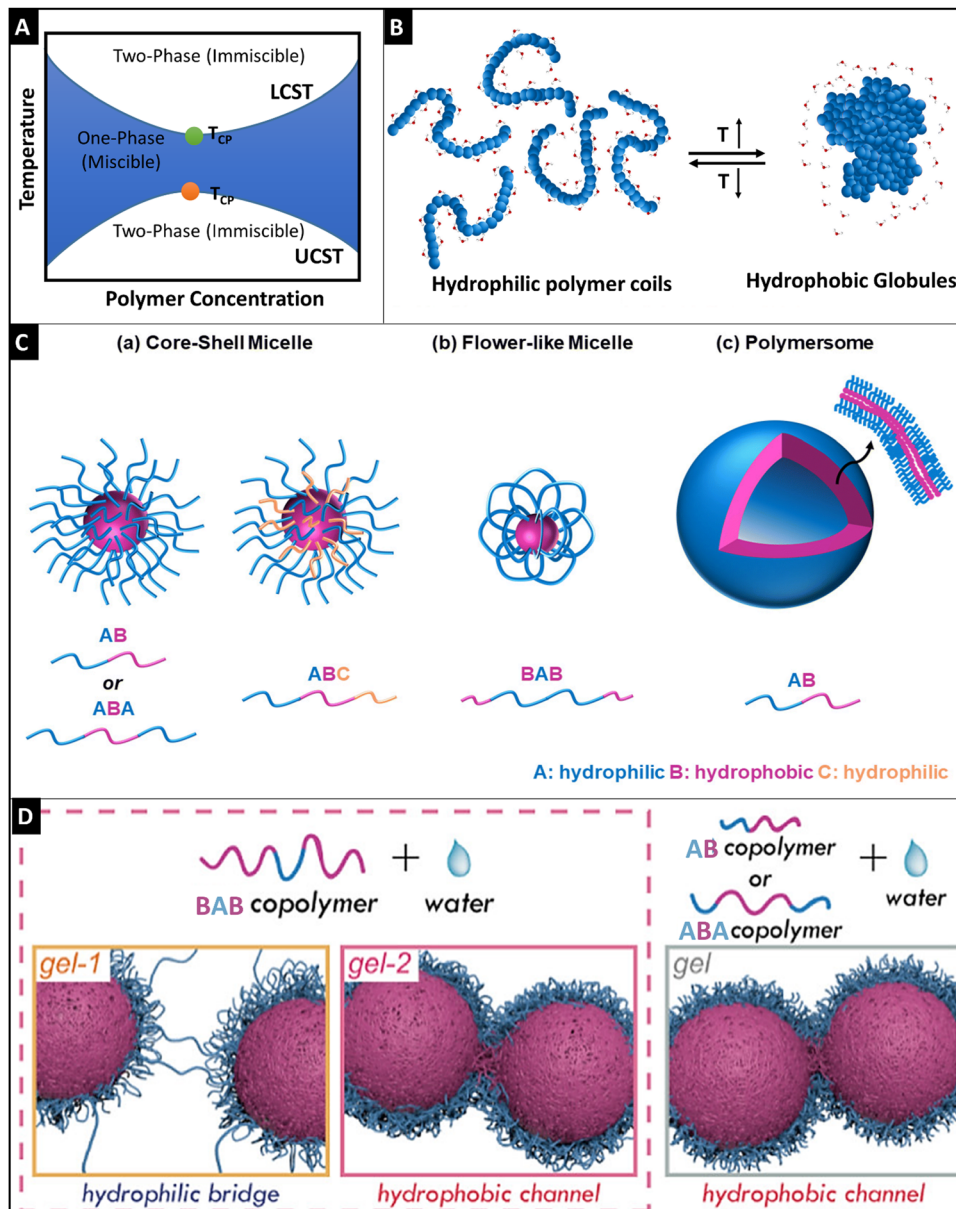 A
Two-Phase (Immiscible)
LCST
T_CP
One-Phase
(Miscible)
T_CP
Two-Phase (Immiscible)
UCST
Temperature
Polymer Concentration
B
T
T
Hydrophilic polymer coils
Hydrophobic Globules
C
(a) Core-Shell Micelle
(b) Flower-like Micelle
(c) Polymersome
AB
or
ABA
ABC
BAB
AB
A: hydrophilic B: hydrophobic C: hydrophilic
D
+
BAB copolymer
water
AB copolymer
or
ABA copolymer
+
water
gel-1
gel-2
gel
hydrophilic bridge
hydrophobic channel
hydrophobic channel